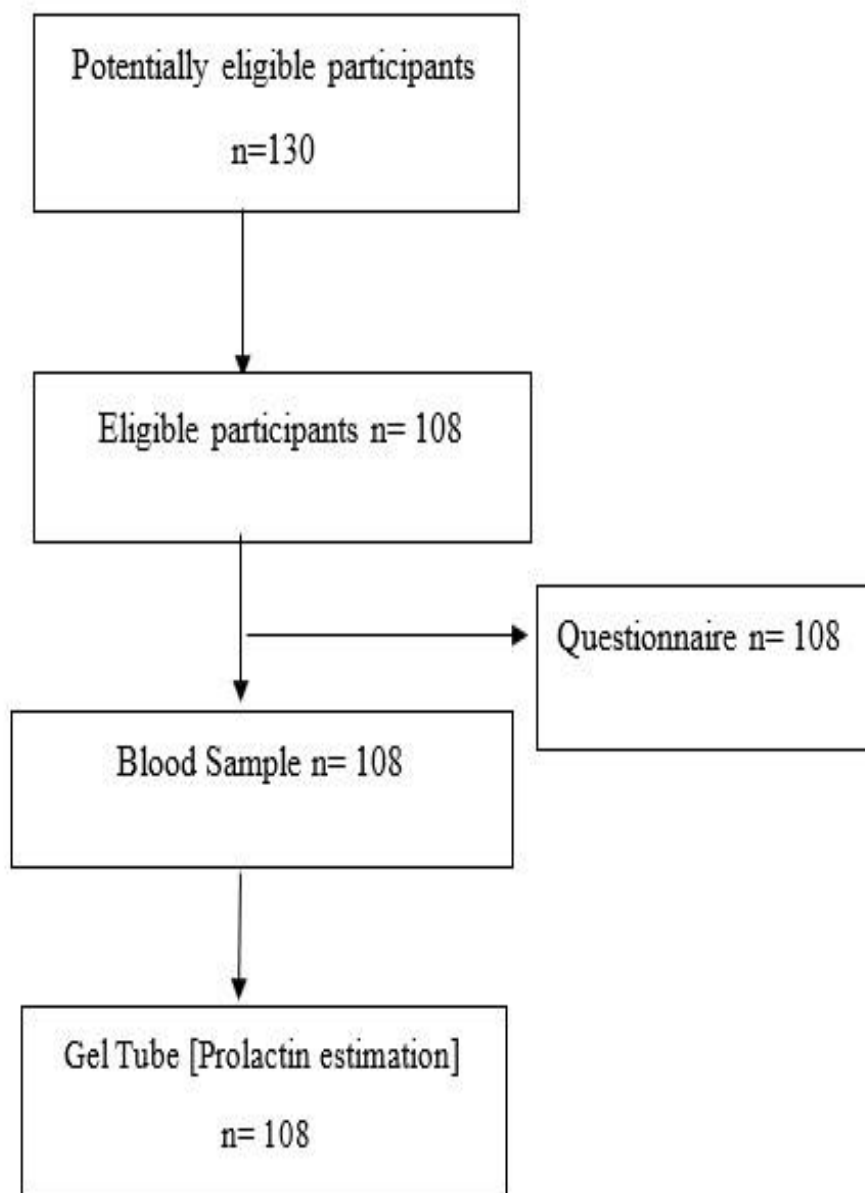 Potentially eligible participants
n=130
Eligible participants n= 108
Questionnaire n= 108
Blood Sample n= 108
Gel Tube [Prolactin estimation]
n= 108